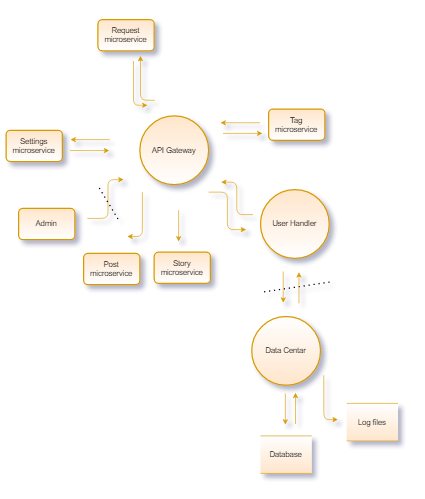 Request
microservice
Tag
microservice
Settings
microservice
API Gateway
Admin
User Handler
Post
microservice
Story
microservice
Data Centar
Log files
Database